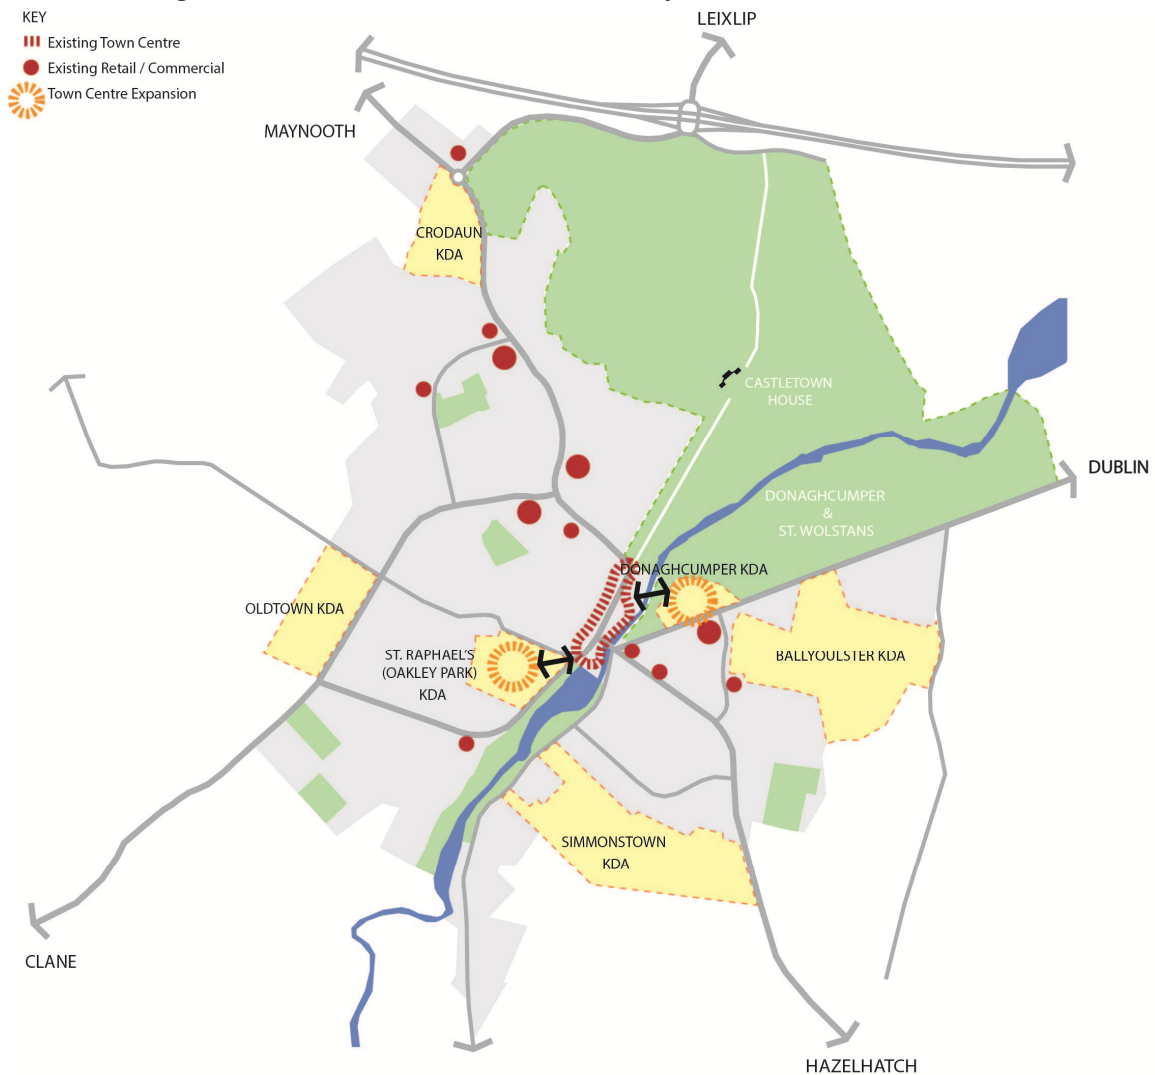 KEY
Existing Town Centre
Existing Retail / Commercial
Town Centre Expansion
LEIXLIP
MAYNOOTH
CRODAUN
KDA
CASTLETOWN
HOUSE
DUBLIN
DONAGHCUMPER
&
ST. WOLSTANS
DONAGHCUMPER KDA
OLDTOWN KDA
ST. RAPHAEL'S
(OAKLEY PARK)
KDA
BALLYOULSTER KDA
SIMMONSTOWN
KDA
CLANE
HAZELHATCH